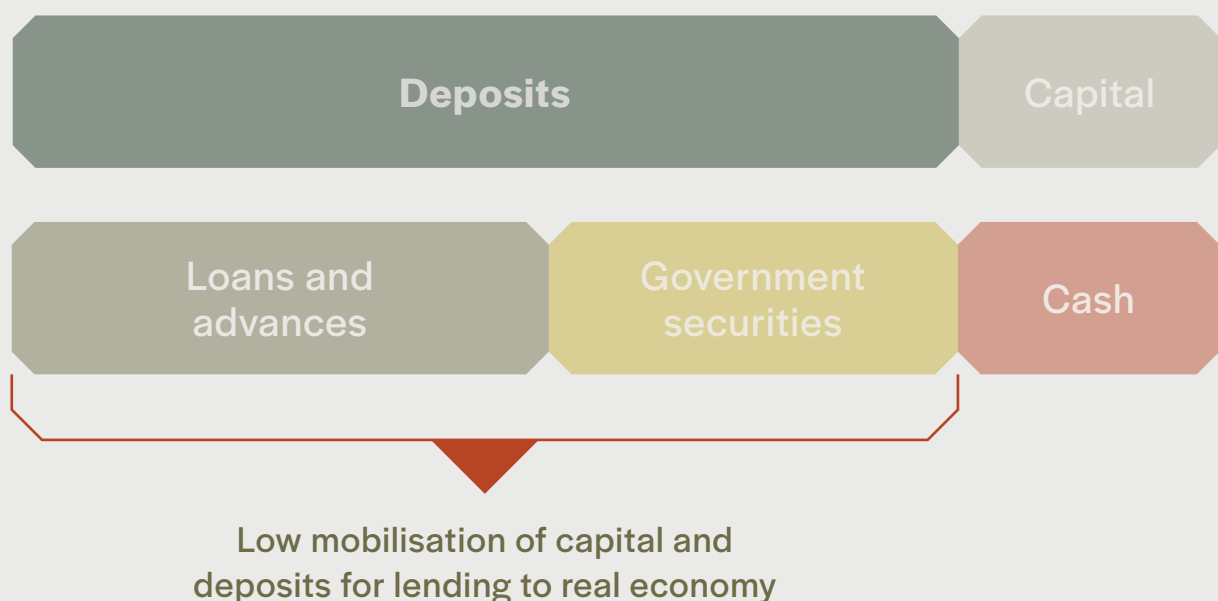 Deposits
Capital
Loans and
advances
Government
securities
Cash
Low mobilisation of capital and
deposits for lending to real economy